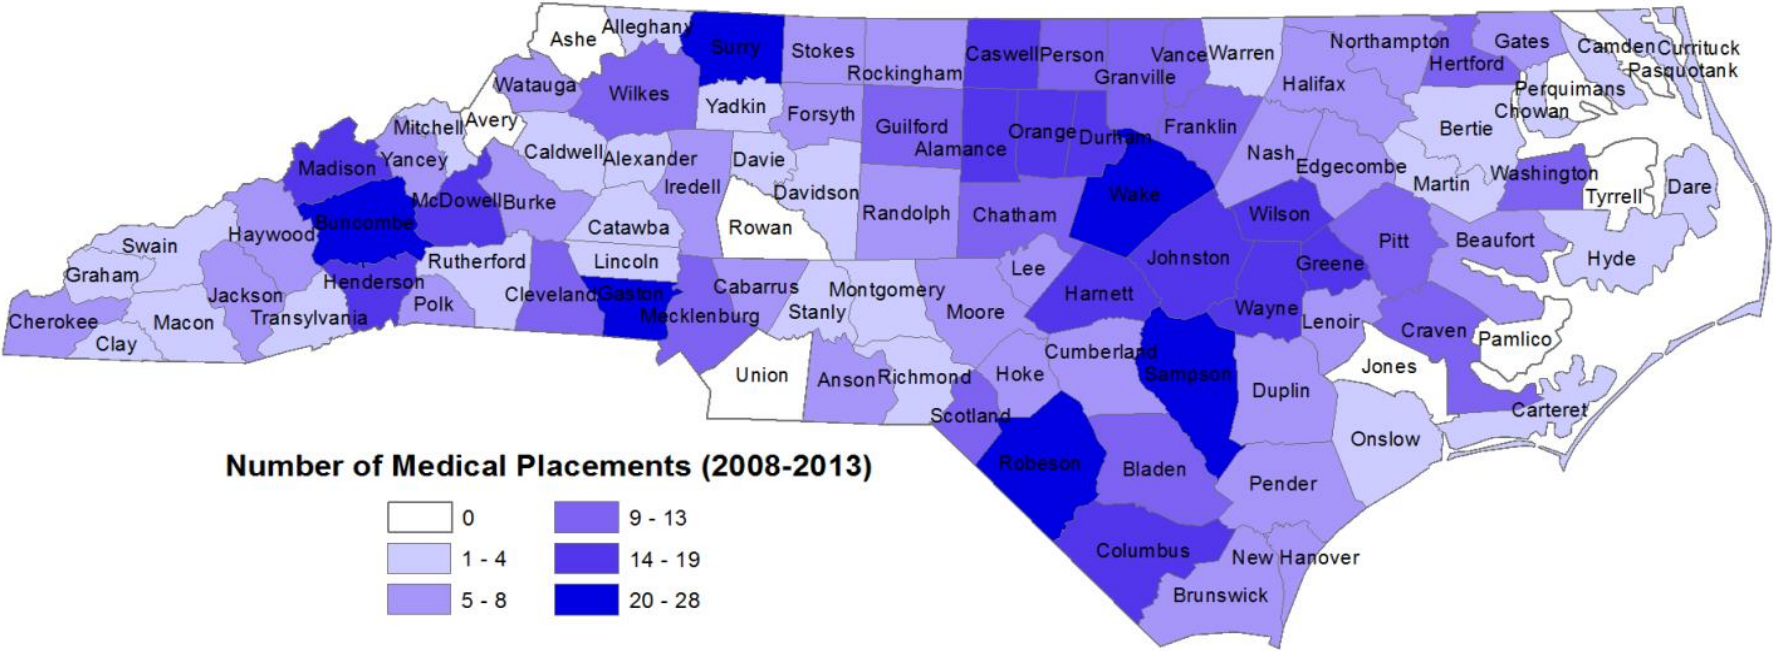 Alleghany
Ashe
Surry
Stokes
Rockingham
Caswell
Person
Granville
Vance
Warren
Northampton
Halifax
Hertford
Gates
Camden
Currituck
Pasquotank
Perquimans
Chowan
Watauga
Wilkes
Yadkin
Forsyth
Guilford
Alamance
Orange
Durham
Franklin
Bertie
Avery
Mitchell
Caldwell
Alexander
Davie
Nash
Edgecombe
Martin
Washington
Tyrrell
Dare
Madison
Yancey
Iredell
Davidson
McDowell
Burke
Randolph
Chatham
Wake
Wilson
Buncombe
Catawba
Rowan
Haywood
Swain
Johnston
Greene
Pitt
Beaufort
Hyde
Graham
Rutherford
Lincoln
Lee
Henderson
Jackson
Polk
Cleveland
Gaston
Mecklenburg
Cabarrus
Montgomery
Stanly
Moore
Harnett
Wayne
Lenoir
Craven
Pamlico
Cherokee
Macon
Transylvania
Clay
Cumberland
Union
Anson
Richmond
Hoke
Sampson
Duplin
Jones
Scotland
Carteret
Onslow
Robeson
Bladen
Pender
Columbus
New Hanover
Brunswick
Number of Medical Placements (2008-2013)
0
1 - 4
5 - 8
9 - 13
14 - 19
20 - 28